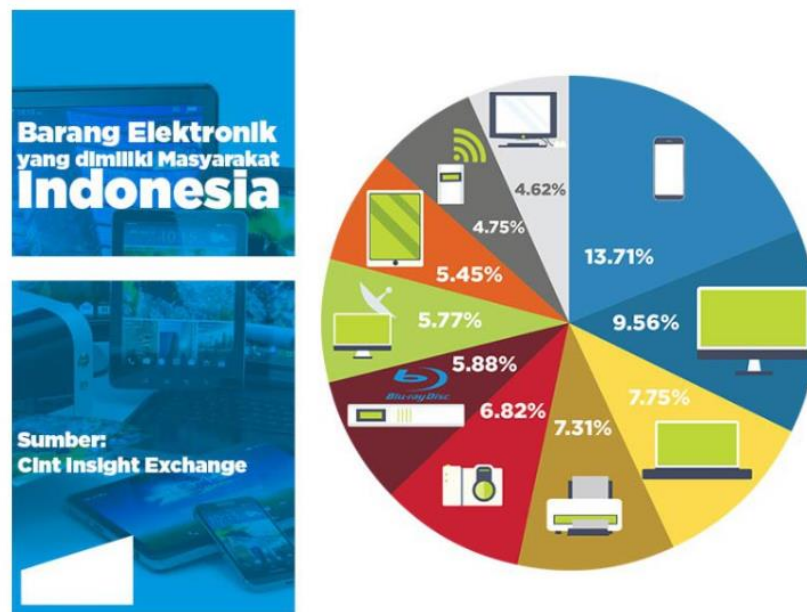 Barang Elektronik
yang dimiliki Masyarakat
Indonesia
Sumber:
Cint Insight Exchange
4.62%
4.75%
13.71%
5.45%
9.56%
5.77%
5.88%
Blu-ray Disc
7.75%
6.82%
7.31%